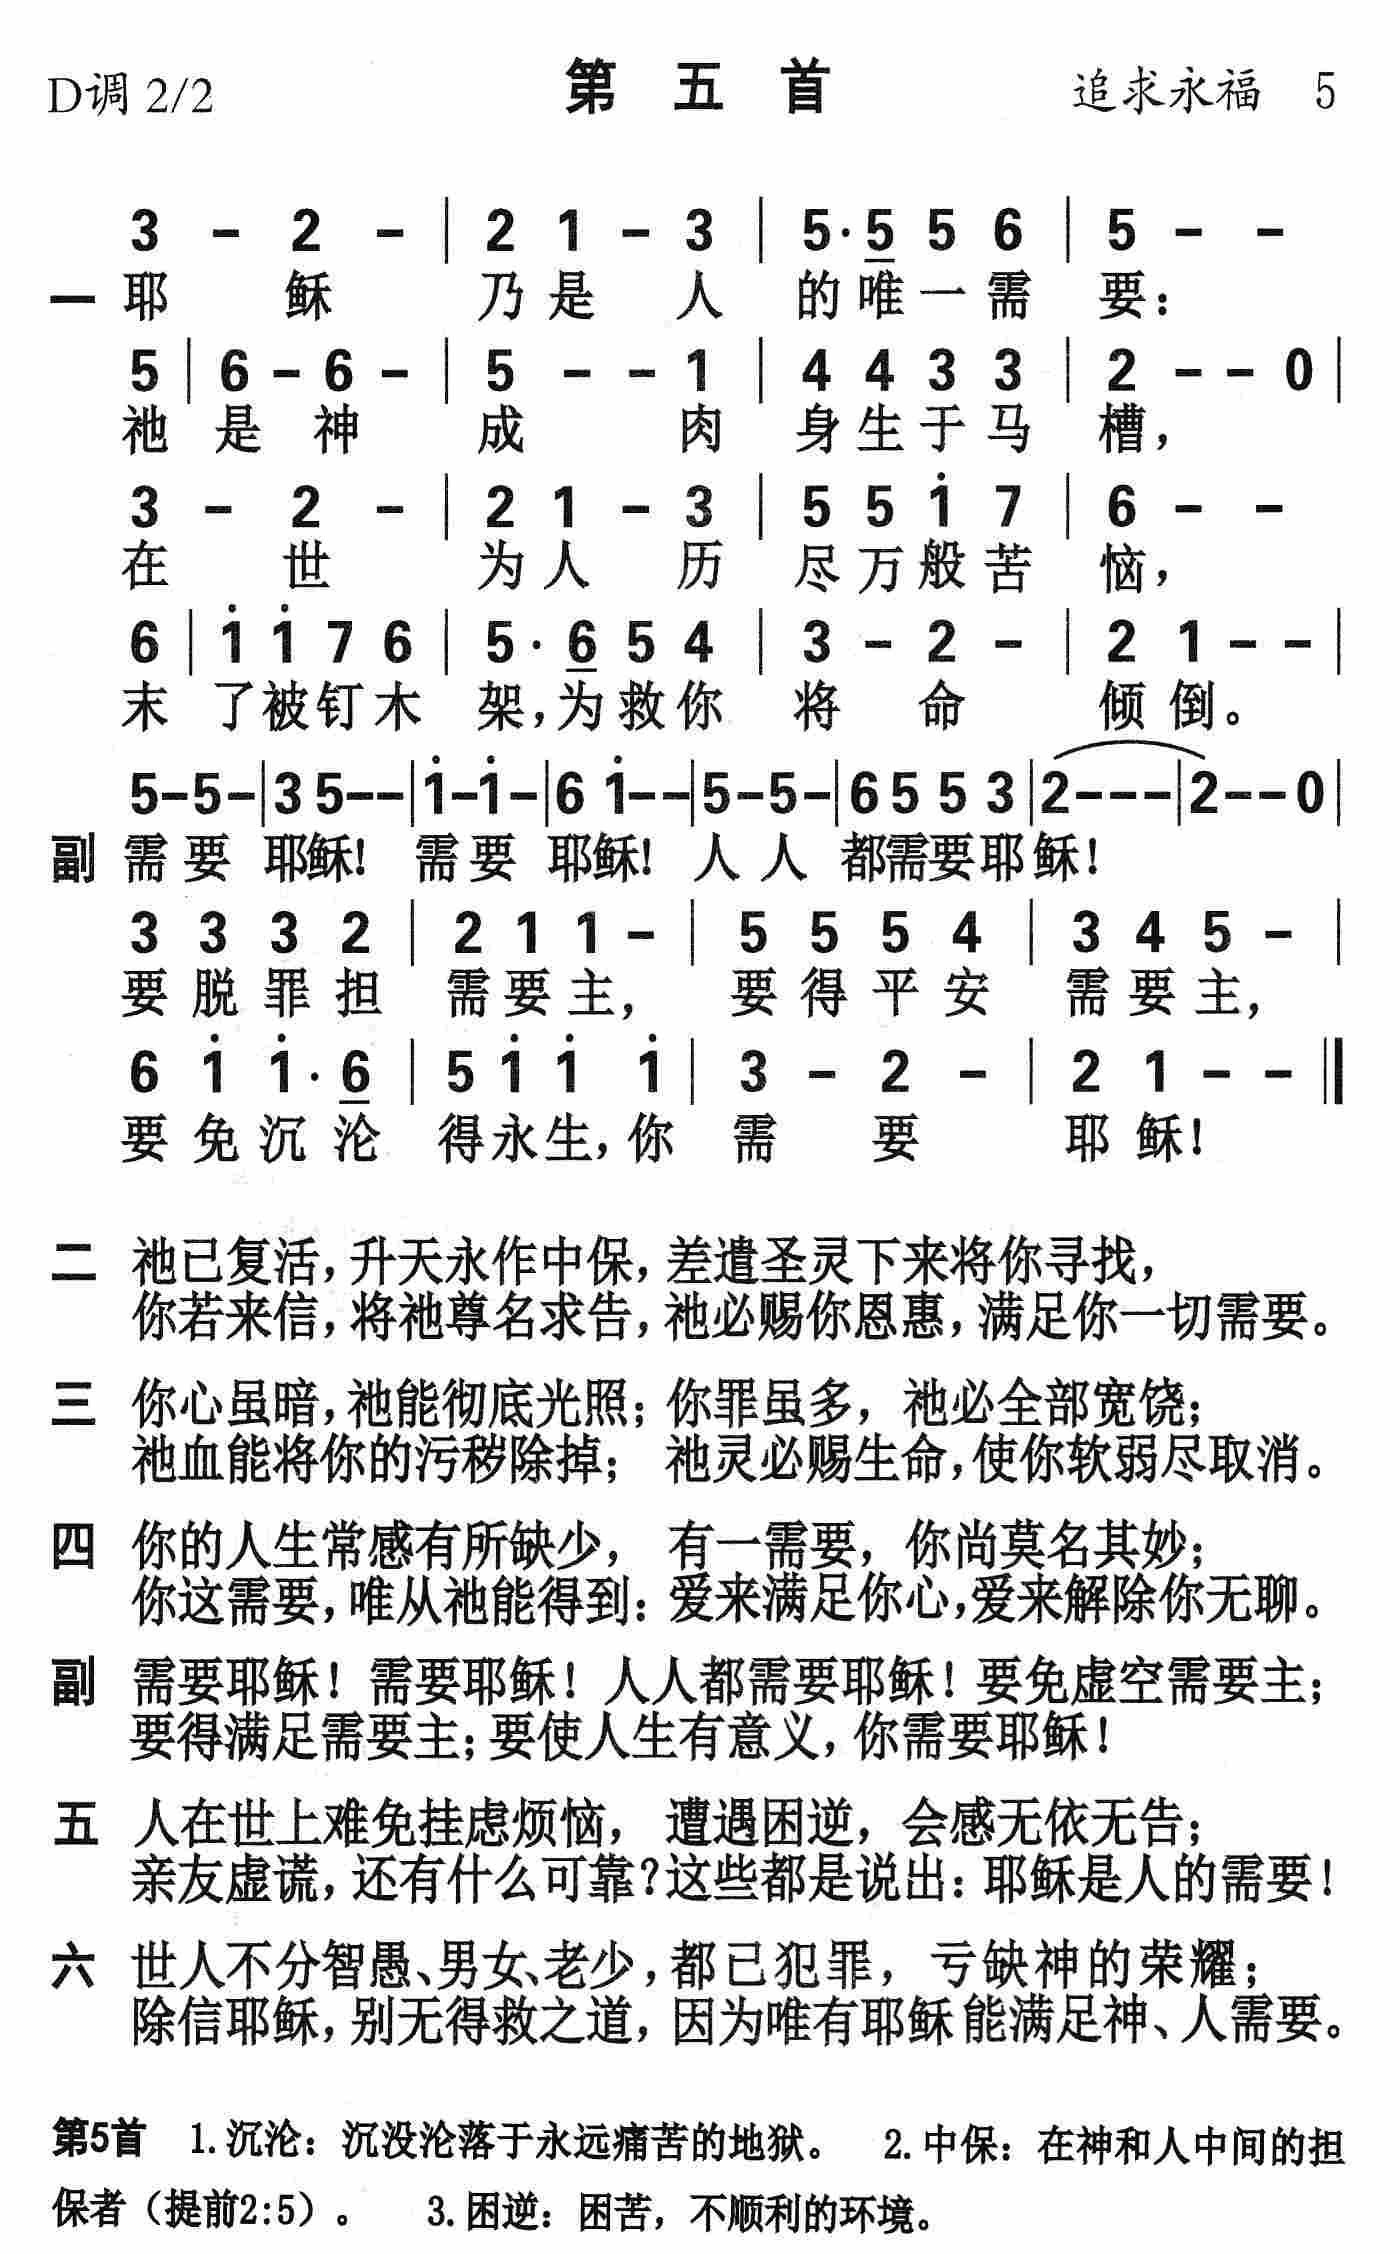 D调 2/2 第 五 首 追求永福 5
3 - 2 - | 2 1 - 3 | 5· 5 5 6 | 5 - -
一 耶 稣 乃 是 人 的 唯 一 需 要：
5 | 6 - 6 - | 5 - - 1 | 4 4 3 3 | 2 - - 0 |
祂 是 神 成 肉 身 生 于 马 槽，
3 - 2 - | 2 1 - 3 | 5 5 1̇ 7 | 6 - -
在 世 为 人 历 尽 万 般 苦 恼，
6 | 1̇ 1̇ 7 6 | 5· 6 5 4 | 3 - 2 - | 2 1 - - |
末 了 被 钉 木 架，为 救 你 将 命 倾 倒。
5 - 5 - | 3 5 - - | 1̇ - 1̇ - | 6 1̇ - - | 5 - 5 - | 6 5 5 3 | 2 - - - | 2 - - 0 |
副 需 要 耶稣！ 需 要 耶稣！ 人 人 都需要耶 稣！
3 3 3 2 | 2 1 1 - | 5 5 5 4 | 3 4 5 - |
要 脱 罪 担 需 要 主， 要 得 平 安 需 要 主，
6 1̇ 1̇· 6 | 5 1̇ 1̇ 1̇ | 3 - 2 - | 2 1 - - ‖
要 免 沉 沦 得 永 生，你 需 要 耶 稣！
二 祂已复活，升天永作中保，差遣圣灵下来将你寻找，
你若来信，将祂尊名求告，祂必赐你恩惠，满足你一切需要。
三 你心虽暗，祂能彻底光照；你罪虽多，祂必全部宽饶；
祂血能将你的污秽除掉；祂灵必赐生命，使你软弱尽取消。
四 你的人生常感有所缺少，有一需要，你尚莫名其妙；
你这需要，唯从祂能得到：爱来满足你心，爱来解除你无聊。
副 需要耶稣！需要耶稣！人人都需要耶稣！要免虚空需要主；
要得满足需要主；要使人生有意义，你需要耶稣！
五 人在世上难免挂虑烦恼，遭遇困逆，会感无依无告；
亲友虚谎，还有什么可靠？这些都是说出：耶稣是人的需要！
六 世人不分智愚、男女、老少，都已犯罪，亏缺神的荣耀；
除信耶稣，别无得救之道，因为唯有耶稣能满足神、人需要。
第5首 1.沉沦：沉没沦落于永远痛苦的地狱。 2.中保：在神和人中间的担
保者（提前2:5）。 3.困逆：困苦，不顺利的环境。